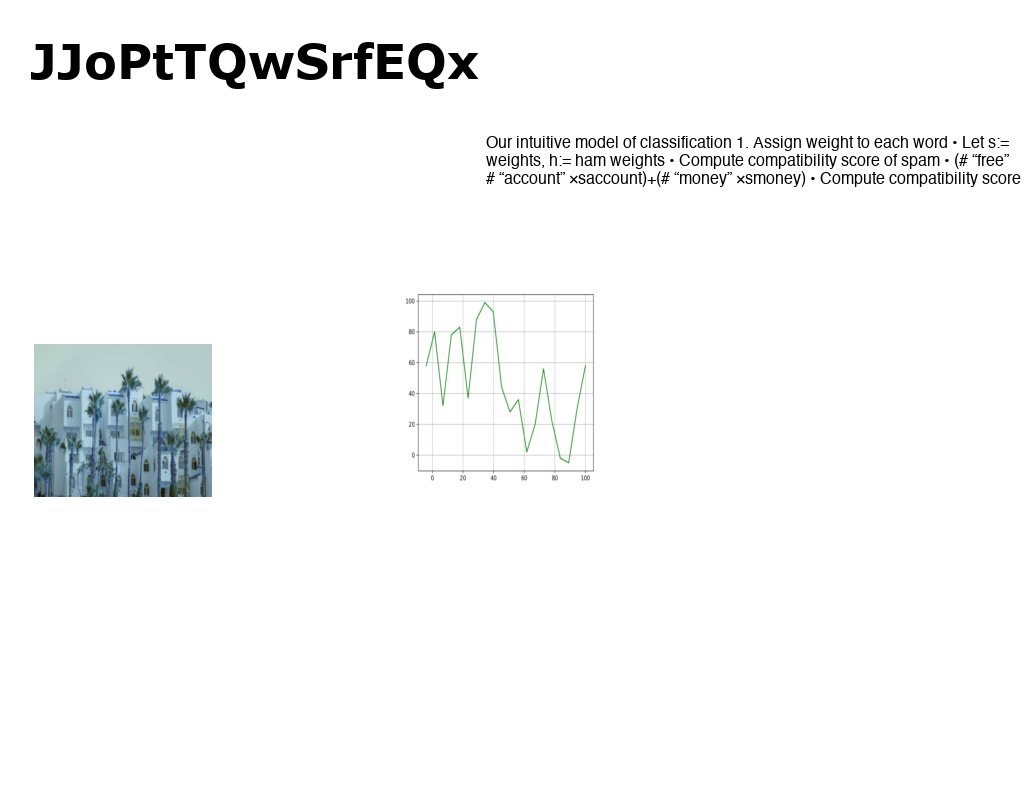 JJoPtTQwSrfEQx
Our intuitive model of classification 1. Assign weight to each word • Let s:=
weights, h:= ham weights • Compute compatibility score of spam • (# “free”
# “account” ×saccount)+(# “money” ×smoney) • Compute compatibility score
100
80
60
40
20
0
0 20 40 60 80 100